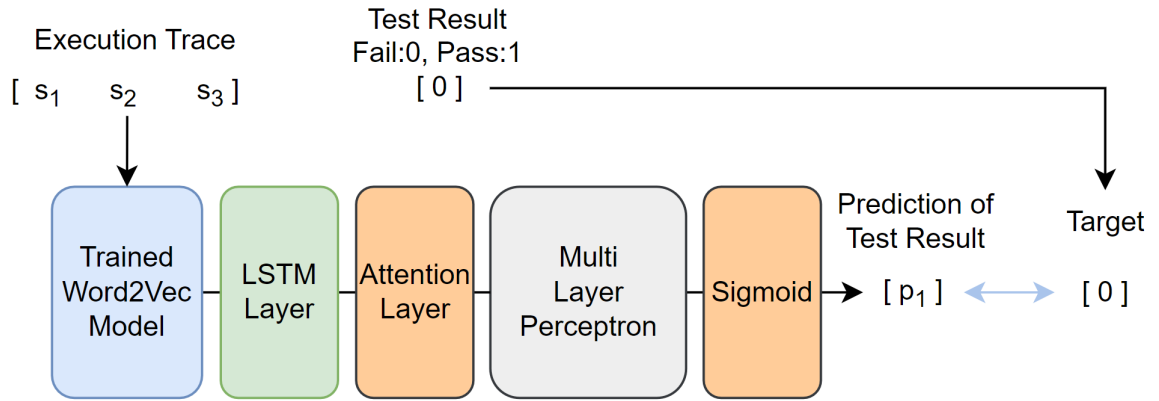 Execution Trace
[ s₁ s₂ s₃ ]
Test Result
Fail:0, Pass:1
[ 0 ]
Trained
Word2Vec
Model
LSTM
Layer
Attention
Layer
Multi
Layer
Perceptron
Sigmoid
Prediction of
Test Result
[ p₁ ]
Target
[ 0 ]